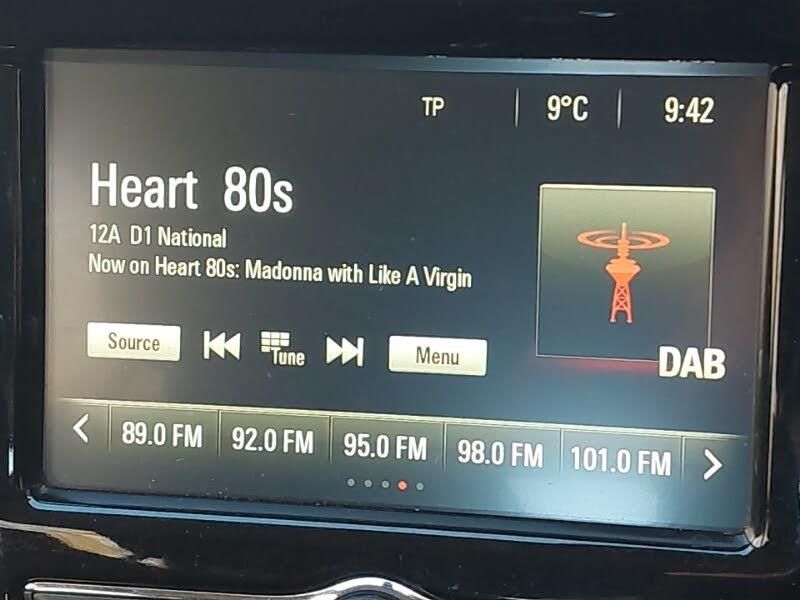 TP 9°C 9:42
Heart 80s
12A D1 National
Now on Heart 80s: Madonna with Like A Virgin
Source Tune Menu
DAB
89.0 FM 92.0 FM 95.0 FM 98.0 FM 101.0 FM